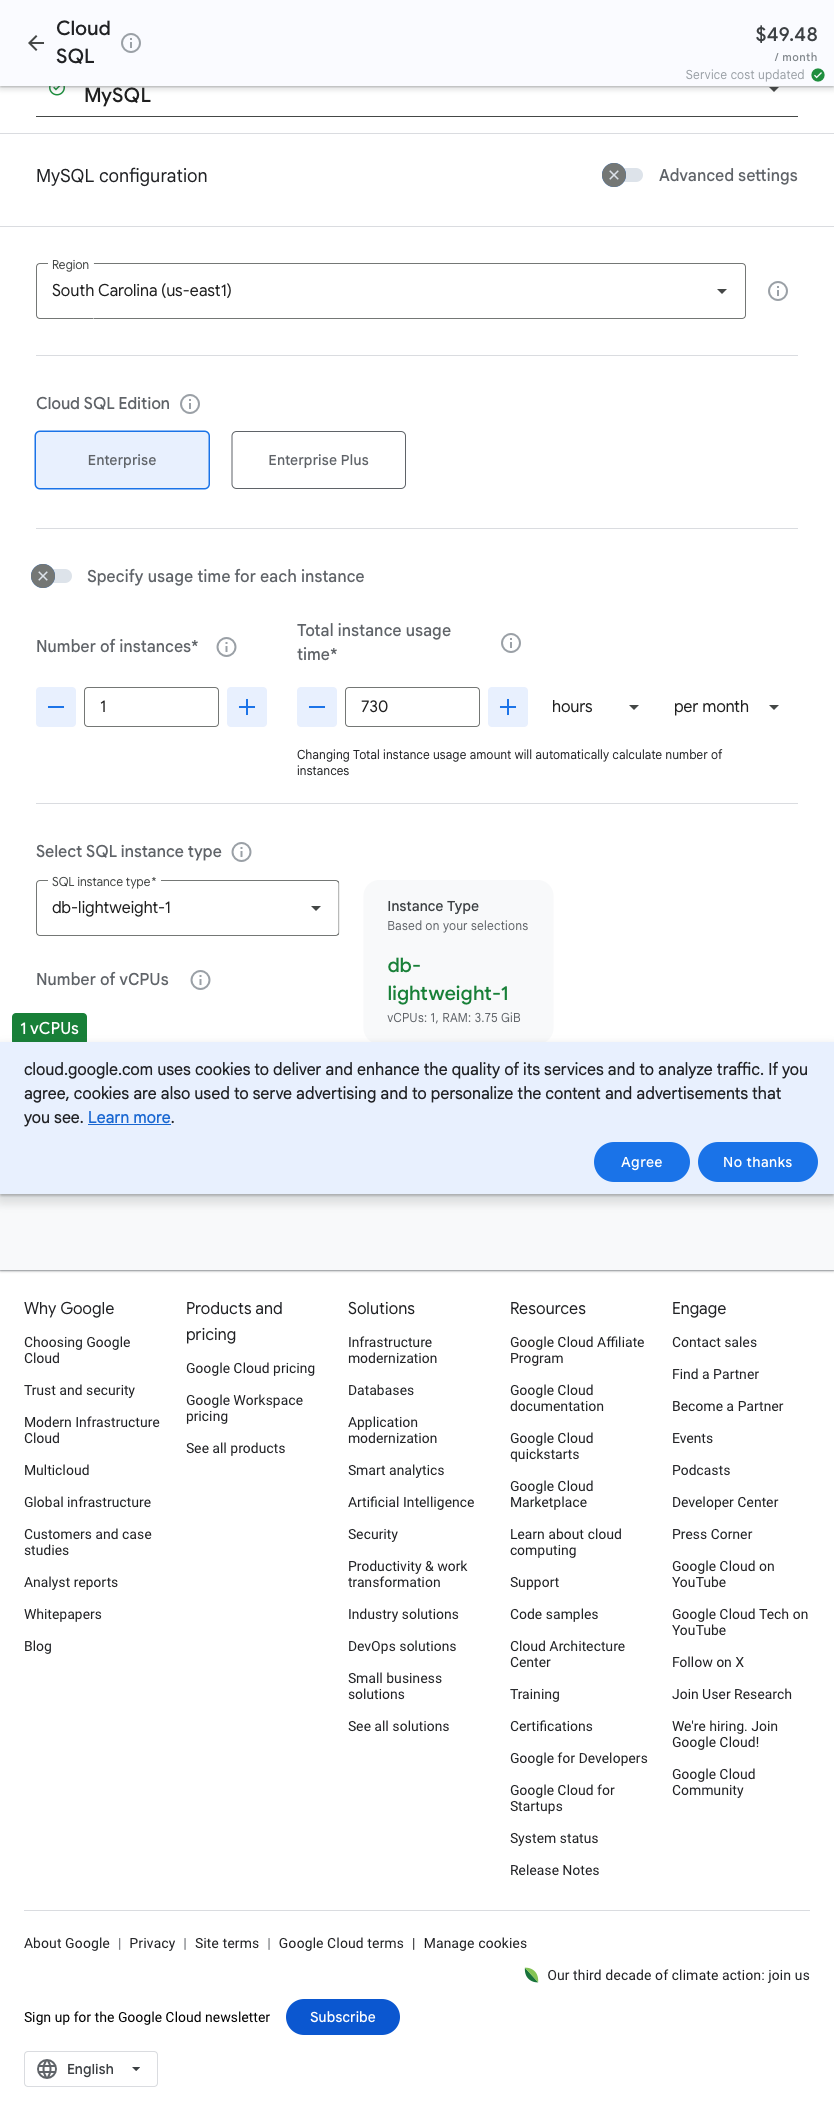 Cloud
SQL
$49.48
/ month
Service cost updated
MySQL
MySQL configuration
Advanced settings
Region
South Carolina (us-east1)
Cloud SQL Edition
Enterprise
Enterprise Plus
Specify usage time for each instance
Number of instances*
Total instance usage
time*
1
730
hours
per month
Changing Total instance usage amount will automatically calculate number of
instances
Select SQL instance type
SQL instance type*
db-lightweight-1
Instance Type
Based on your selections
db-
lightweight-1
vCPUs: 1, RAM: 3.75 GiB
Number of vCPUs
1 vCPUs
cloud.google.com uses cookies to deliver and enhance the quality of its services and to analyze traffic. If you
agree, cookies are also used to serve advertising and to personalize the content and advertisements that
you see. Learn more.
Agree
No thanks
Why Google
Choosing Google
Cloud
Trust and security
Modern Infrastructure
Cloud
Multicloud
Global infrastructure
Customers and case
studies
Analyst reports
Whitepapers
Blog
Products and
pricing
Google Cloud pricing
Google Workspace
pricing
See all products
Solutions
Infrastructure
modernization
Databases
Application
modernization
Smart analytics
Artificial Intelligence
Security
Productivity & work
transformation
Industry solutions
DevOps solutions
Small business
solutions
See all solutions
Resources
Google Cloud Affiliate
Program
Google Cloud
documentation
Google Cloud
quickstarts
Google Cloud
Marketplace
Learn about cloud
computing
Support
Code samples
Cloud Architecture
Center
Training
Certifications
Google for Developers
Google Cloud for
Startups
System status
Release Notes
Engage
Contact sales
Find a Partner
Become a Partner
Events
Podcasts
Developer Center
Press Corner
Google Cloud on
YouTube
Google Cloud Tech on
YouTube
Follow on X
Join User Research
We're hiring. Join
Google Cloud!
Google Cloud
Community
About Google | Privacy | Site terms | Google Cloud terms | Manage cookies
Our third decade of climate action: join us
Sign up for the Google Cloud newsletter
Subscribe
English